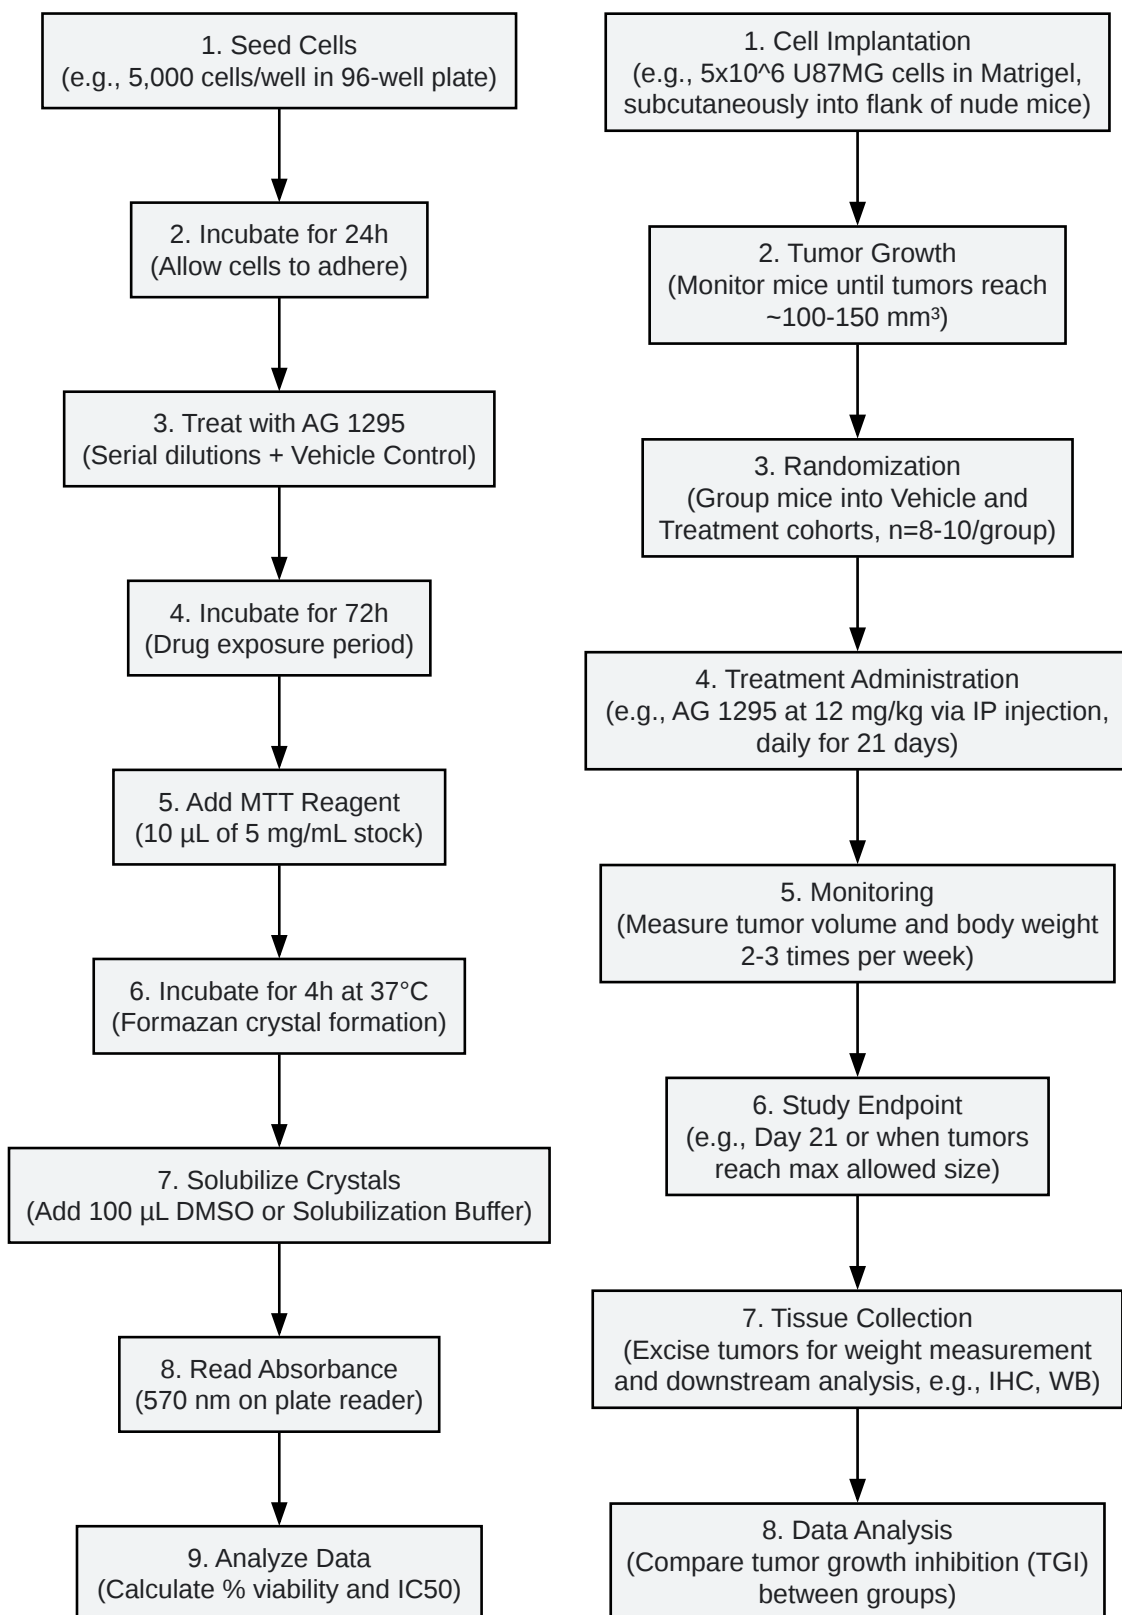 1. Seed Cells
(e.g., 5,000 cells/well in 96-well plate)
2. Incubate for 24h
(Allow cells to adhere)
3. Treat with AG 1295
(Serial dilutions + Vehicle Control)
4. Incubate for 72h
(Drug exposure period)
5. Add MTT Reagent
(10 µL of 5 mg/mL stock)
6. Incubate for 4h at 37°C
(Formazan crystal formation)
7. Solubilize Crystals
(Add 100 µL DMSO or Solubilization Buffer)
8. Read Absorbance
(570 nm on plate reader)
9. Analyze Data
(Calculate % viability and IC50)
1. Cell Implantation
(e.g., 5x10^6 U87MG cells in Matrigel,
subcutaneously into flank of nude mice)
2. Tumor Growth
(Monitor mice until tumors reach
~100-150 mm³)
3. Randomization
(Group mice into Vehicle and
Treatment cohorts, n=8-10/group)
4. Treatment Administration
(e.g., AG 1295 at 12 mg/kg via IP injection,
daily for 21 days)
5. Monitoring
(Measure tumor volume and body weight
2-3 times per week)
6. Study Endpoint
(e.g., Day 21 or when tumors
reach max allowed size)
7. Tissue Collection
(Excise tumors for weight measurement
and downstream analysis, e.g., IHC, WB)
8. Data Analysis
(Compare tumor growth inhibition (TGI)
between groups)